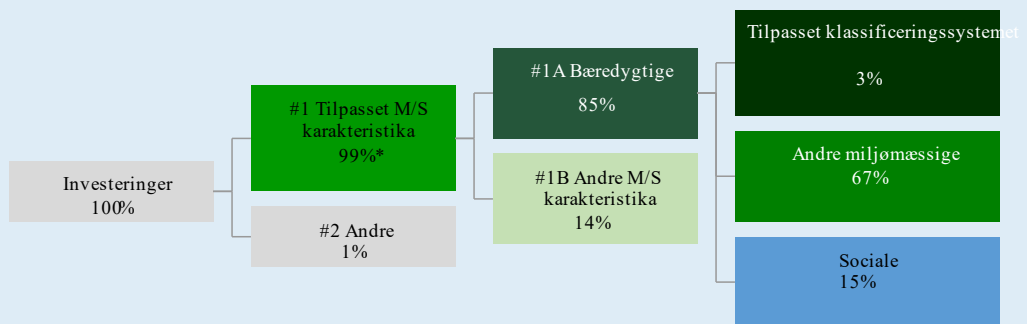 Investeringer
100%
#1 Tilpasset M/S
karakteristika
99%*
#2 Andre
1%
#1A Bæredygtige
85%
#1B Andre M/S
karakteristika
14%
Tilpasset klassificeringssystemet
3%
Andre miljømæssige
67%
Sociale
15%